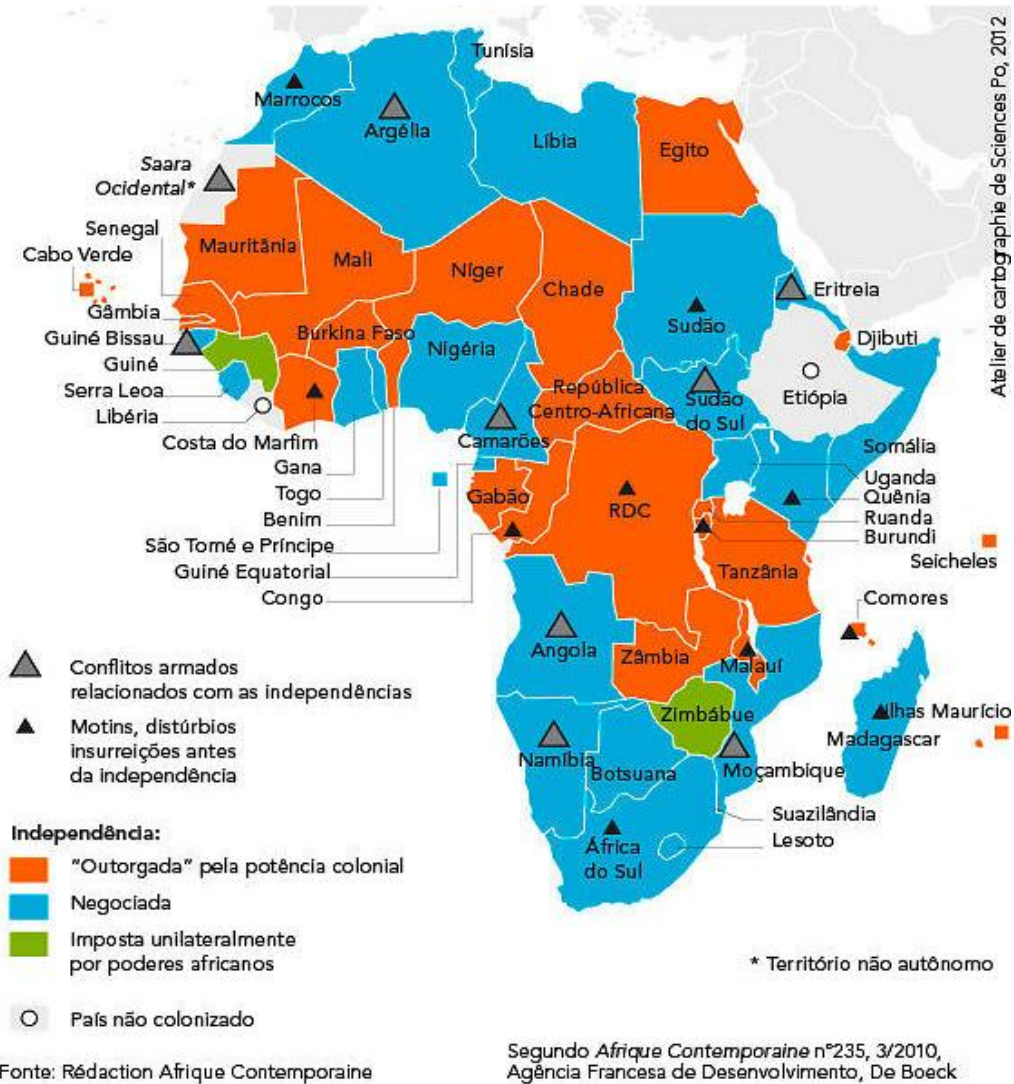 Tunísia
Marrocos
Argélia
Líbia
Egito
Saara
Ocidental*
Senegal
Cabo Verde
Mauritânia
Mali
Níger
Chade
Sudão
Eritreia
Gâmbia
Guiné Bissau
Guiné
Serra Leoa
Libéria
Costa do Marfim
Gana
Togo
Benim
São Tomé e Príncipe
Guiné Equatorial
Congo
Burkina Faso
Nigéria
Camarões
República
Centro-Africana
Sudão
do Sul
Etiópia
Djibuti
Somália
Uganda
Quênia
Ruanda
Burundi
Gabão
RDC
Tanzânia
Seicheles
Comores
Angola
Zâmbia
Malauí
Zimbábue
Moçambique
Ilhas Maurício
Madagascar
Namíbia
Botsuana
Suazilândia
Lesoto
África
do Sul
Conflitos armados
relacionados com as independências
Motins, distúrbios
insurreições antes
da independência
Independência:
"Outorgada" pela potência colonial
Negociada
Imposta unilateralmente
por poderes africanos
País não colonizado
* Território não autônomo
Fonte: Rédaction Afrique Contemporaine
Segundo Afrique Contemporaine n°235, 3/2010,
Agência Francesa de Desenvolvimento, De Boeck
Atelier de cartographie de Sciences Po, 2012